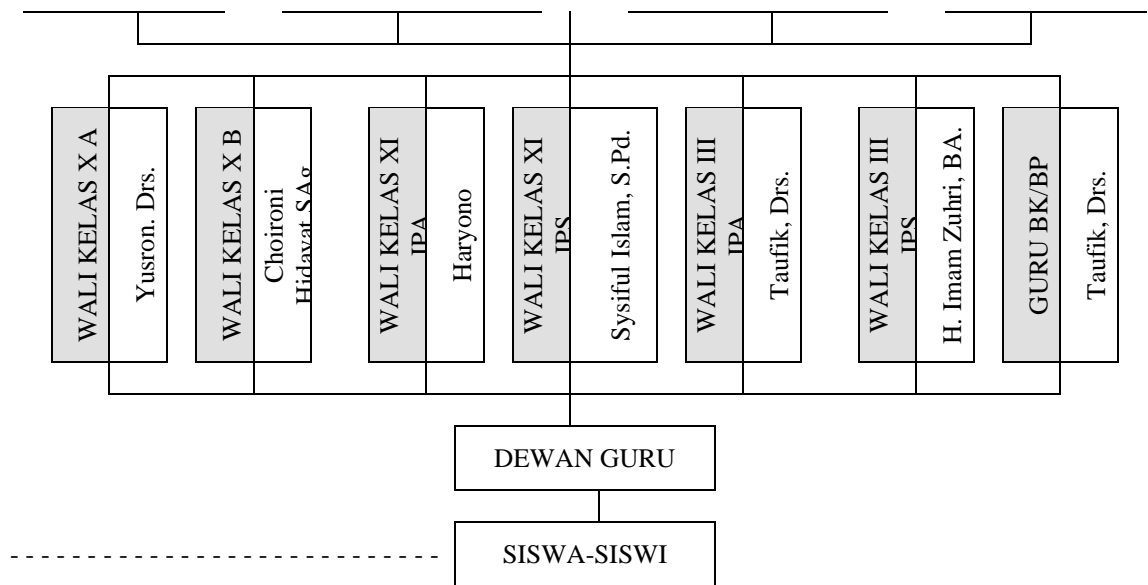 WALI KELAS X A
Yusron. Drs.
WALI KELAS X B
Choironi
Hidayat SAg
WALI KELAS XI
IPA
Haryono
WALI KELAS XI
IPS
Sysiful Islam, S.Pd.
WALI KELAS III
IPA
Taufik, Drs.
WALI KELAS III
IPS
H. Imam Zuhri, BA.
GURU BK/BP
Taufik, Drs.
DEWAN GURU
SISWA-SISWI